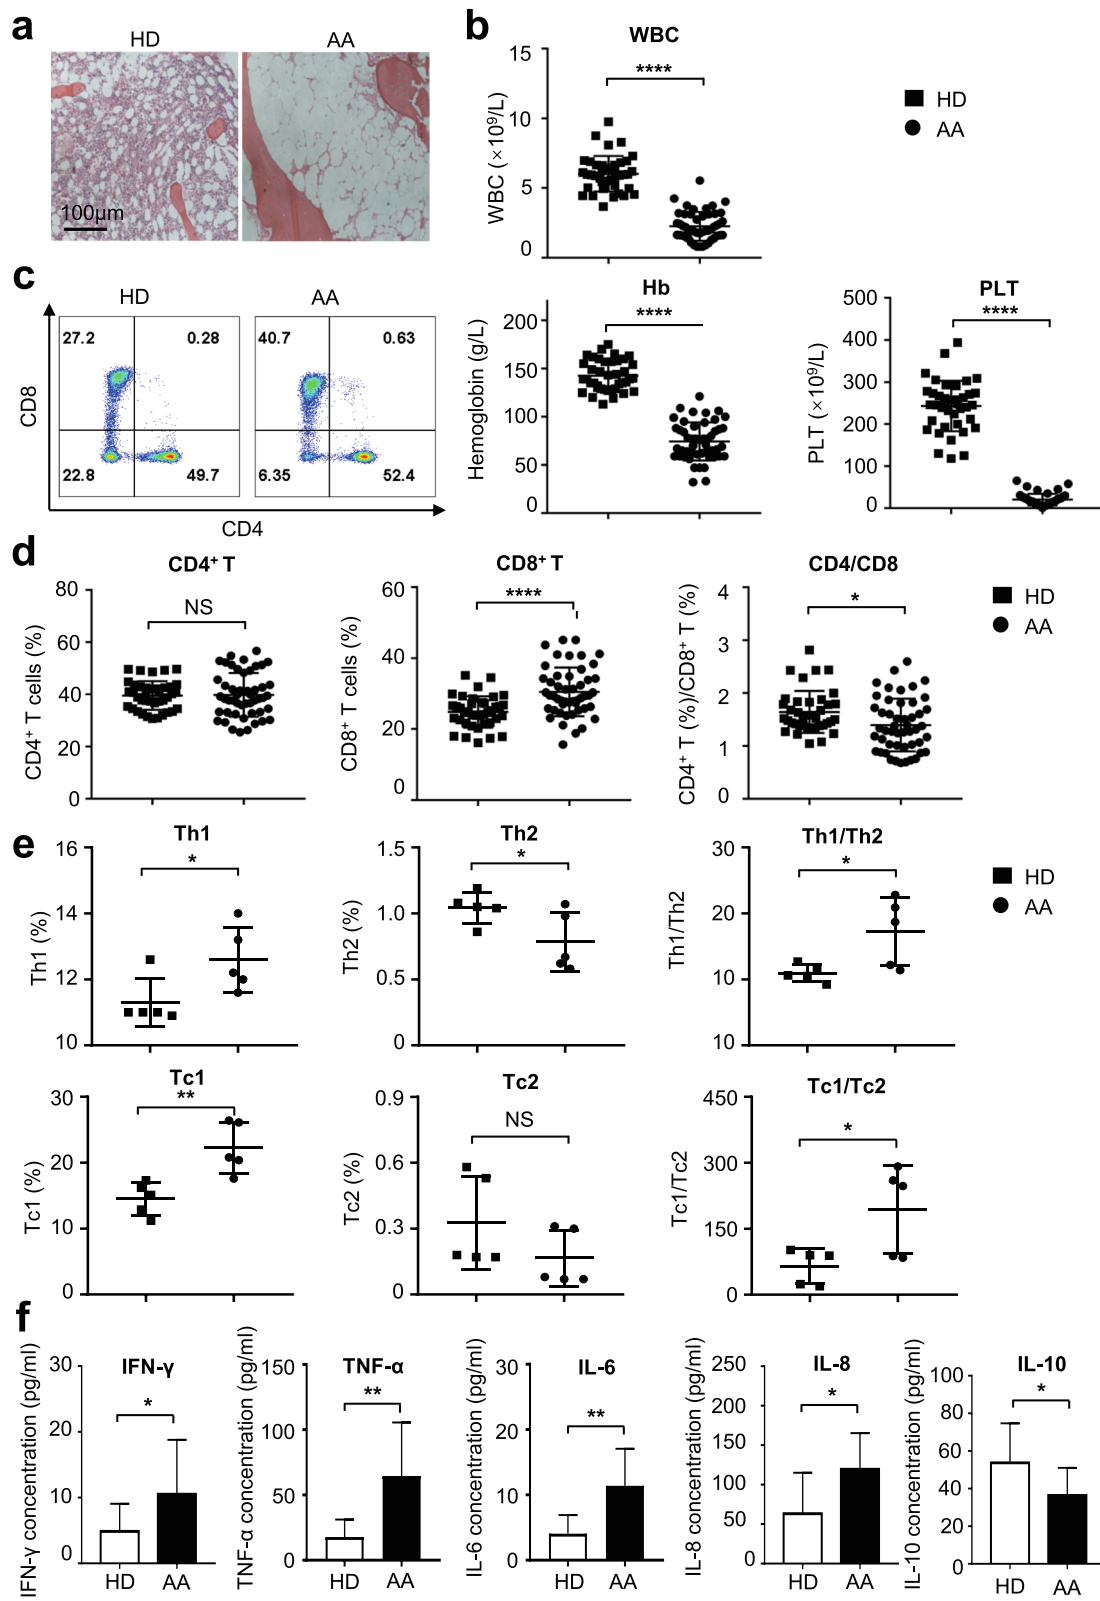 a
HD
AA
100μm
b
WBC
WBC (×10⁹/L)
15
10
5
0
****
HD
AA
c
HD
AA
CD8
27.2
0.28
22.8
49.7
40.7
0.63
6.35
52.4
CD4
Hb
Hemoglobin (g/L)
200
150
100
50
0
****
PLT
PLT (×10⁹/L)
500
400
300
200
100
0
****
d
CD4⁺ T
CD4⁺ T cells (%)
80
60
40
20
0
NS
CD8⁺ T
CD8⁺ T cells (%)
60
40
20
0
****
CD4/CD8
CD4⁺ T (%)/CD8⁺ T (%)
4
3
2
1
0
*
HD
AA
e
Th1
Th1 (%)
16
14
12
10
*
Th2
Th2 (%)
1.5
1.0
0.5
0
*
Th1/Th2
Th1/Th2
30
20
10
10
*
HD
AA
Tc1
Tc1 (%)
30
20
10
0
**
Tc2
Tc2 (%)
0.9
0.6
0.3
0
NS
Tc1/Tc2
Tc1/Tc2
450
300
150
0
*
f
IFN-γ
IFN-γ concentration (pg/ml)
30
20
10
0
*
HD AA
TNF-α
TNF-α concentration (pg/ml)
150
100
50
0
**
HD AA
IL-6
IL-6 concentration (pg/ml)
30
20
10
0
**
HD AA
IL-8
IL-8 concentration (pg/ml)
250
200
150
100
50
0
*
HD AA
IL-10
IL-10 concentration (pg/ml)
100
80
60
40
20
0
*
HD AA